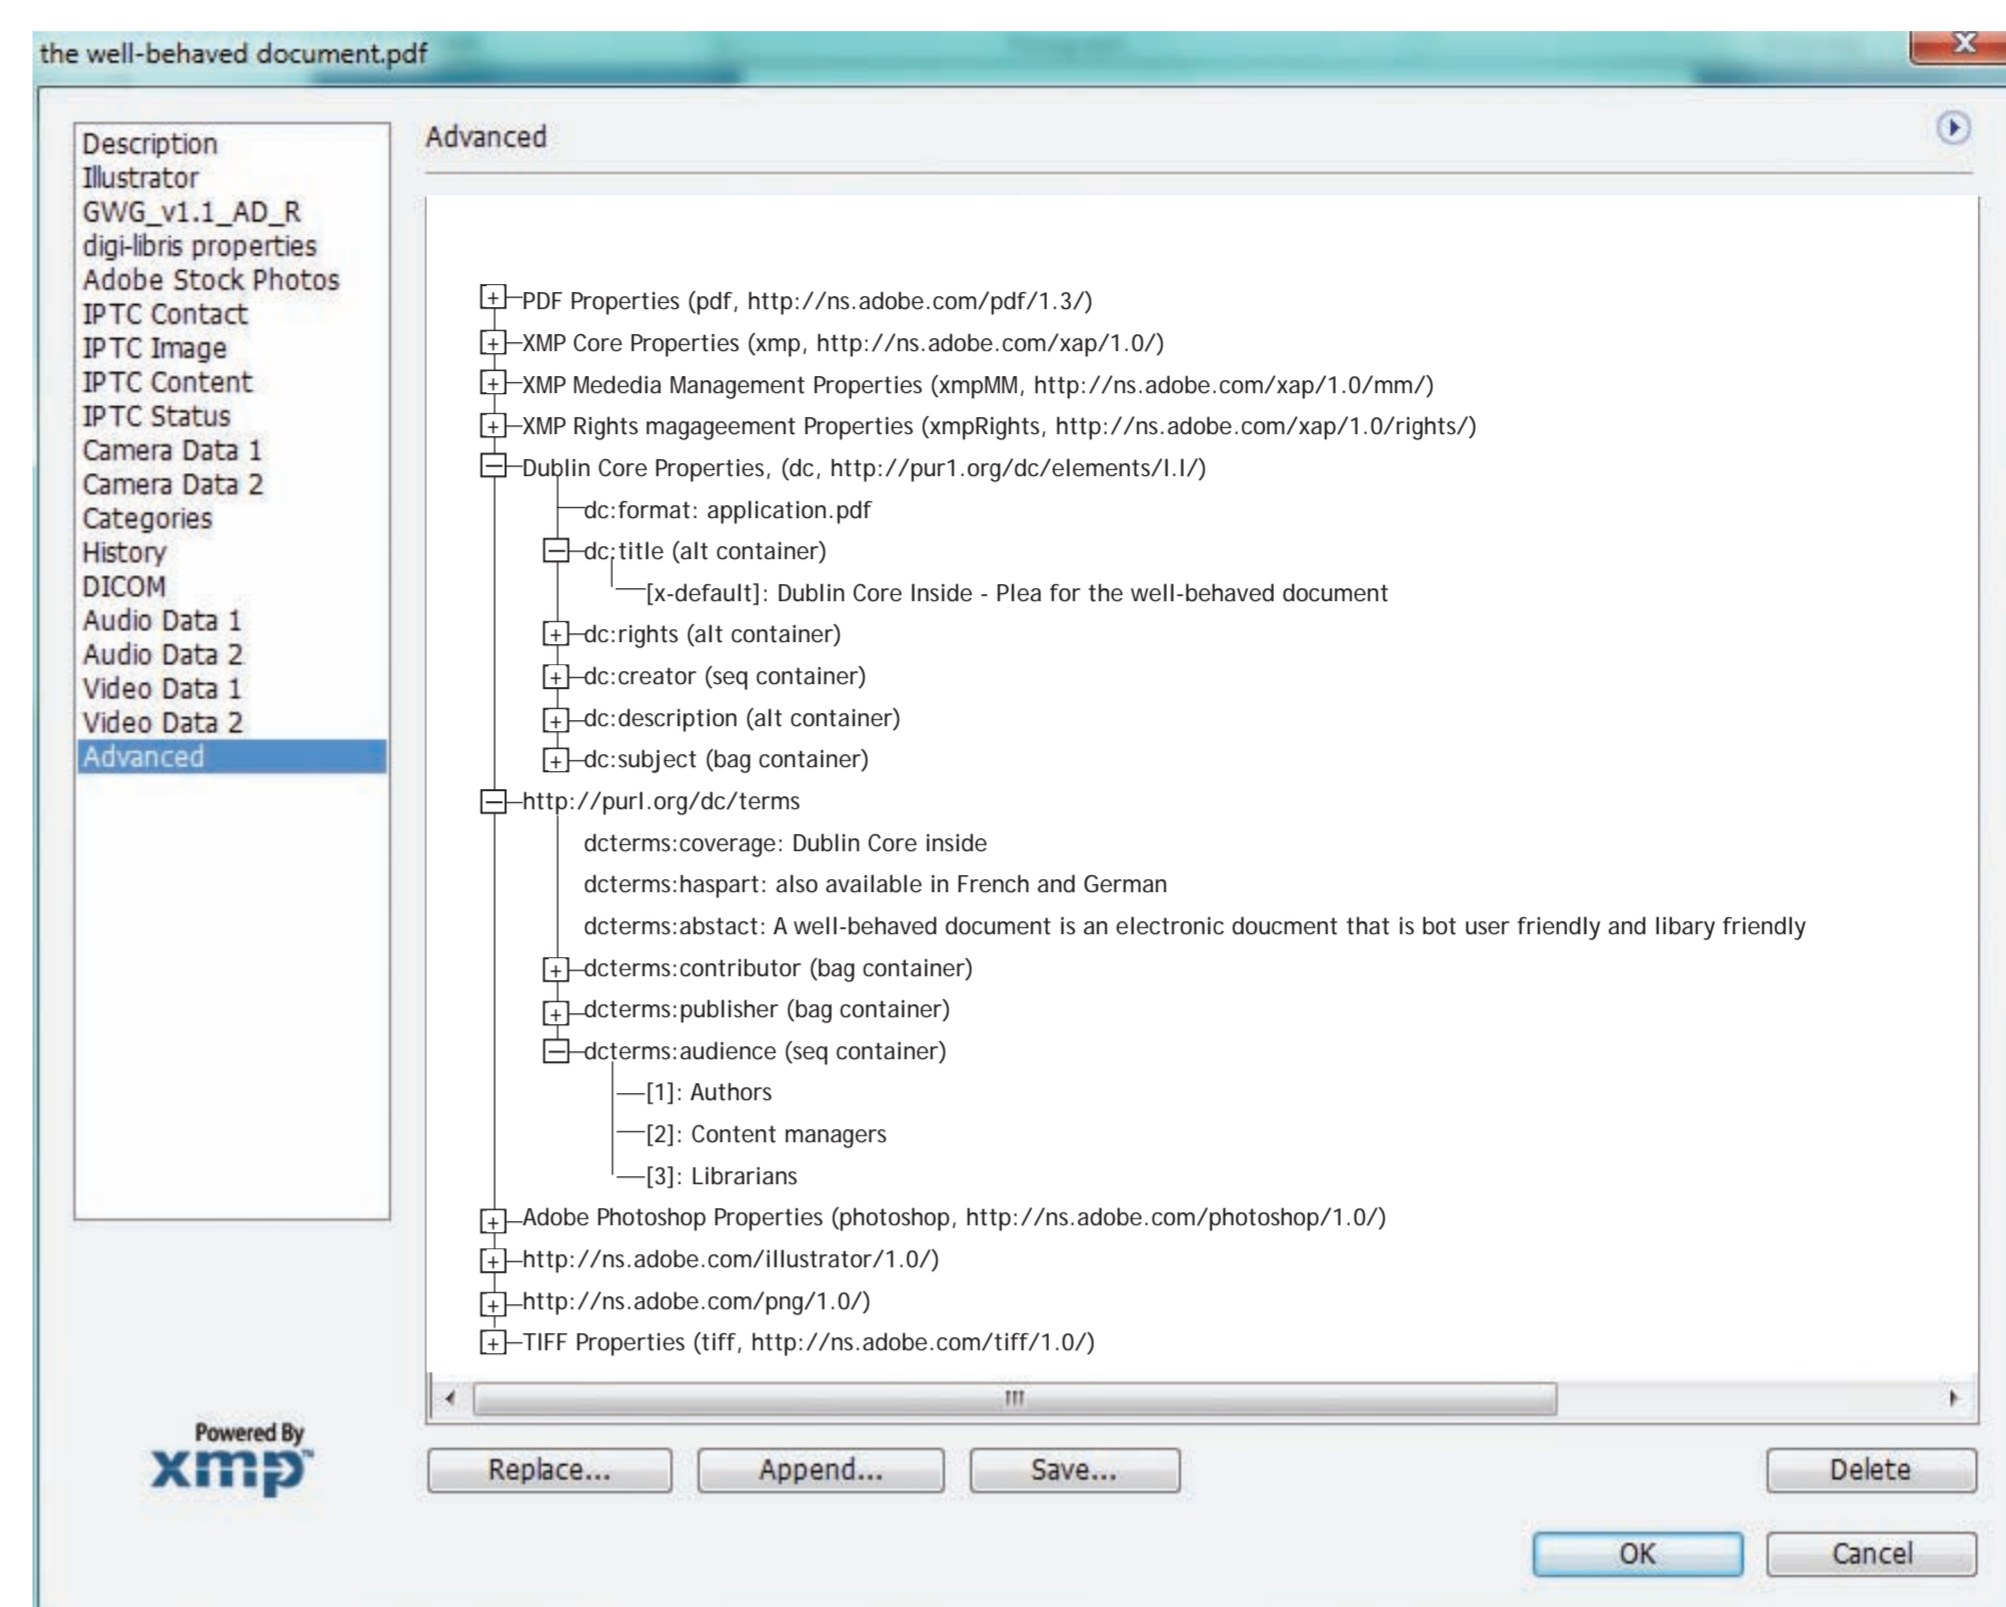 the well-behaved document.pdf
X
Description
Illustrator
GWG_v1.1_AD_R
digi-libris properties
Adobe Stock Photos
IPTC Contact
IPTC Image
IPTC Content
IPTC Status
Camera Data 1
Camera Data 2
Categories
History
DICOM
Audio Data 1
Audio Data 2
Video Data 1
Video Data 2
Advanced
Advanced
PDF Properties (pdf, http://ns.adobe.com/pdf/1.3/)
XMP Core Properties (xmp, http://ns.adobe.com/xap/1.0/)
XMP Mededia Management Properties (xmpMM, http://ns.adobe.com/xap/1.0/mm/)
XMP Rights magageement Properties (xmpRights, http://ns.adobe.com/xap/1.0/rights/)
Dublin Core Properties, (dc, http://pur1.org/dc/elements/l.l/)
dc:format: application.pdf
dc:title (alt container)
[x-default]: Dublin Core Inside - Plea for the well-behaved document
dc:rights (alt container)
dc:creator (seq container)
dc:description (alt container)
dc:subject (bag container)
http://purl.org/dc/terms
dcterms:coverage: Dublin Core inside
dcterms:haspart: also available in French and German
dcterms:abstact: A well-behaved document is an electronic doucment that is bot user friendly and libary friendly
dcterms:contributor (bag container)
dcterms:publisher (bag container)
dcterms:audience (seq container)
[1]: Authors
[2]: Content managers
[3]: Librarians
Adobe Photoshop Properties (photoshop, http://ns.adobe.com/photoshop/1.0/)
http://ns.adobe.com/illustrator/1.0/)
http://ns.adobe.com/png/1.0/)
TIFF Properties (tiff, http://ns.adobe.com/tiff/1.0/)
Powered By
xmp™
Replace...
Append...
Save...
Delete
OK
Cancel